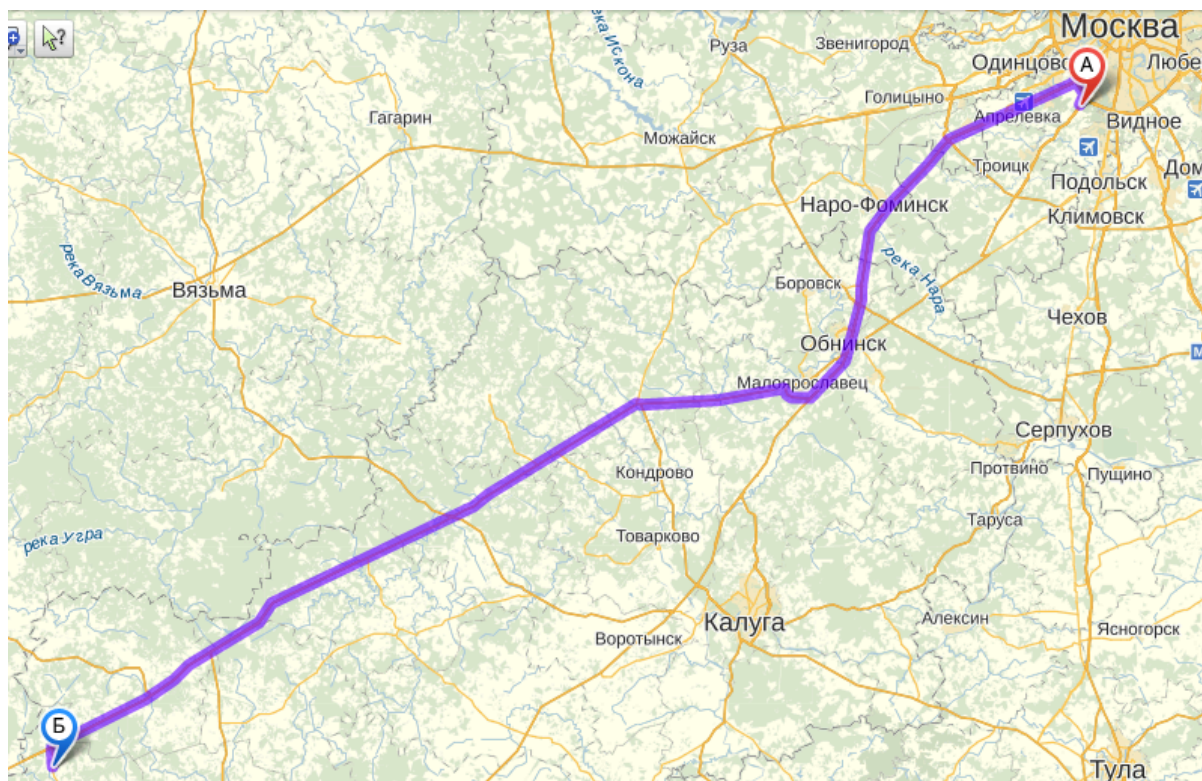 Москва
Руза
Звенигород
Одинцово
А
Любе
река Искона
Гагарин
Голицыно
Апрелевка
Видное
Можайск
Троицк
Дом
Подольск
Наро-Фоминск
Климовск
река Вязьма
Вязьма
река Нара
Боровск
Чехов
Обнинск
М
Малоярославец
Серпухов
Кондрово
Протвино
Пущино
река Угра
Товарково
Таруса
Калуга
Алексин
Воротынск
Ясногорск
Б
Тула
?